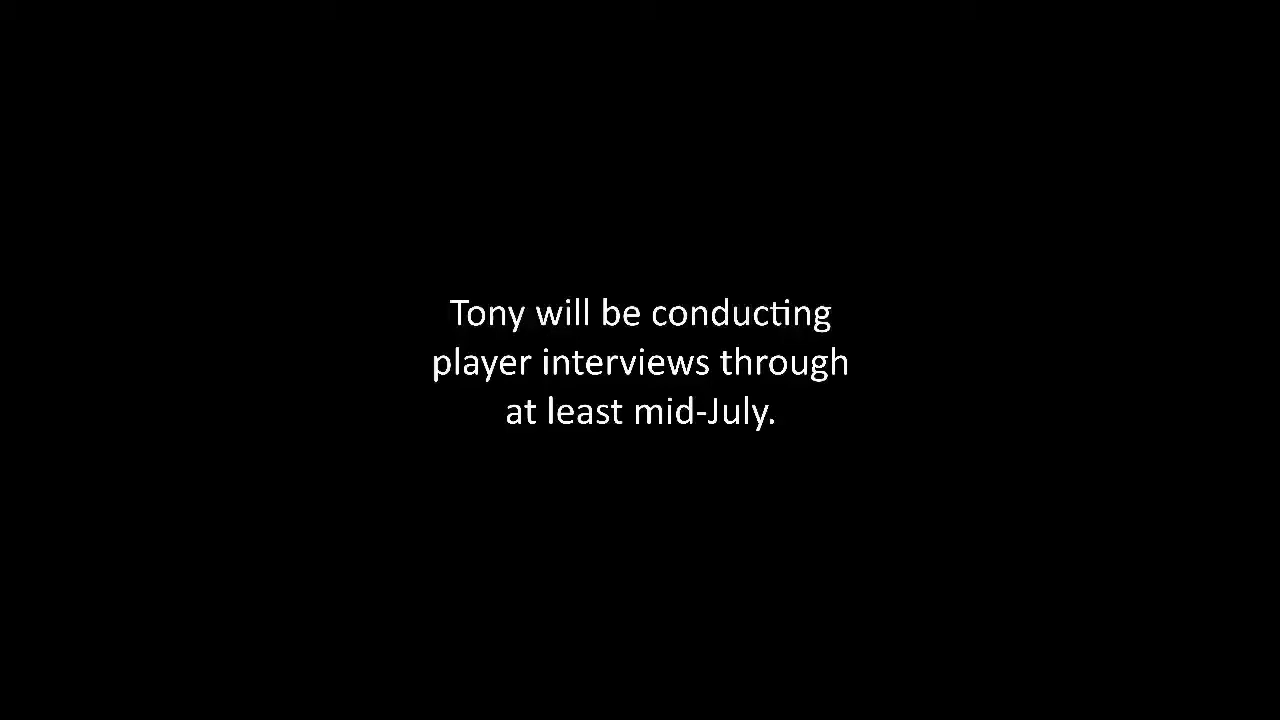 Tony will be conducting
player interviews through
at least mid-July.